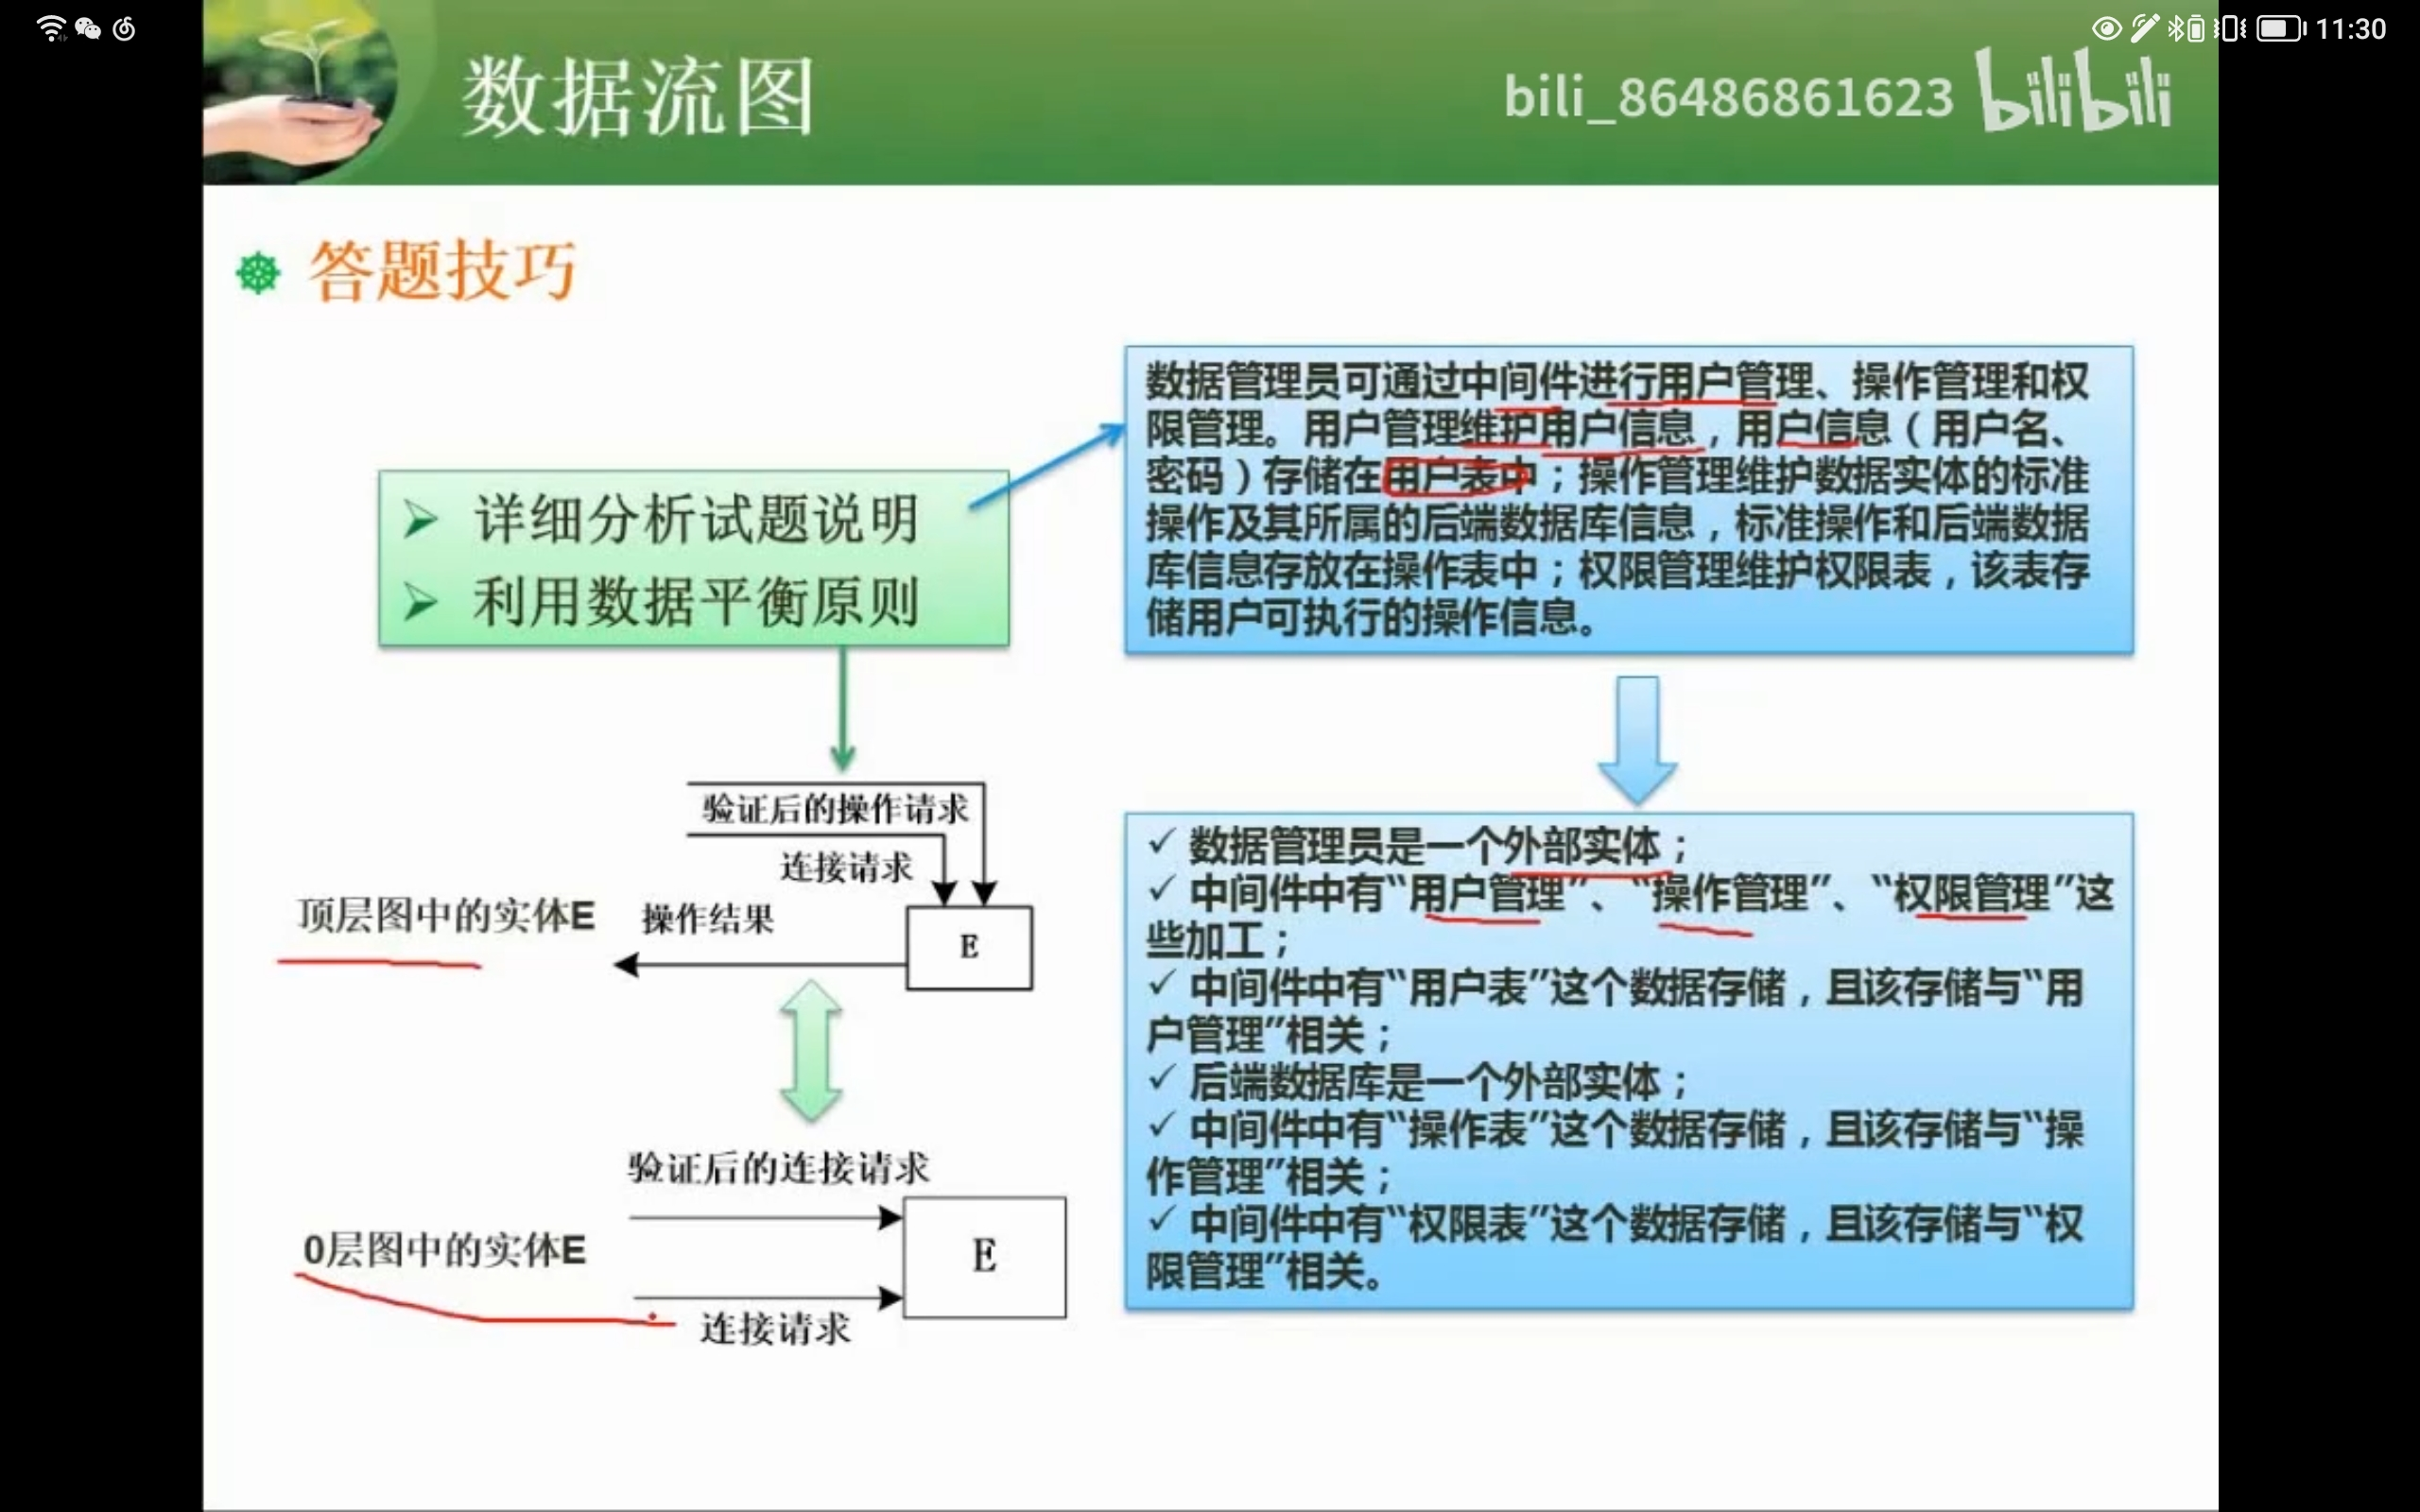 11:30
数据流图
bili_86486861623 bilibili
答题技巧
详细分析试题说明
利用数据平衡原则
数据管理员可通过中间件进行用户管理、操作管理和权
限管理。用户管理维护用户信息，用户信息（用户名、
密码）存储在用户表中；操作管理维护数据实体的标准
操作及其所属的后端数据库信息，标准操作和后端数据
库信息存放在操作表中；权限管理维护权限表，该表存
储用户可执行的操作信息。
验证后的操作请求
连接请求
顶层图中的实体E
操作结果
E
验证后的连接请求
0层图中的实体E
E
连接请求
✓ 数据管理员是一个外部实体；
✓ 中间件中有“用户管理”、“操作管理”、“权限管理”这
些加工；
✓ 中间件中有“用户表”这个数据存储，且该存储与“用
户管理”相关；
✓ 后端数据库是一个外部实体；
✓ 中间件中有“操作表”这个数据存储，且该存储与“操
作管理”相关；
✓ 中间件中有“权限表”这个数据存储，且该存储与“权
限管理”相关。